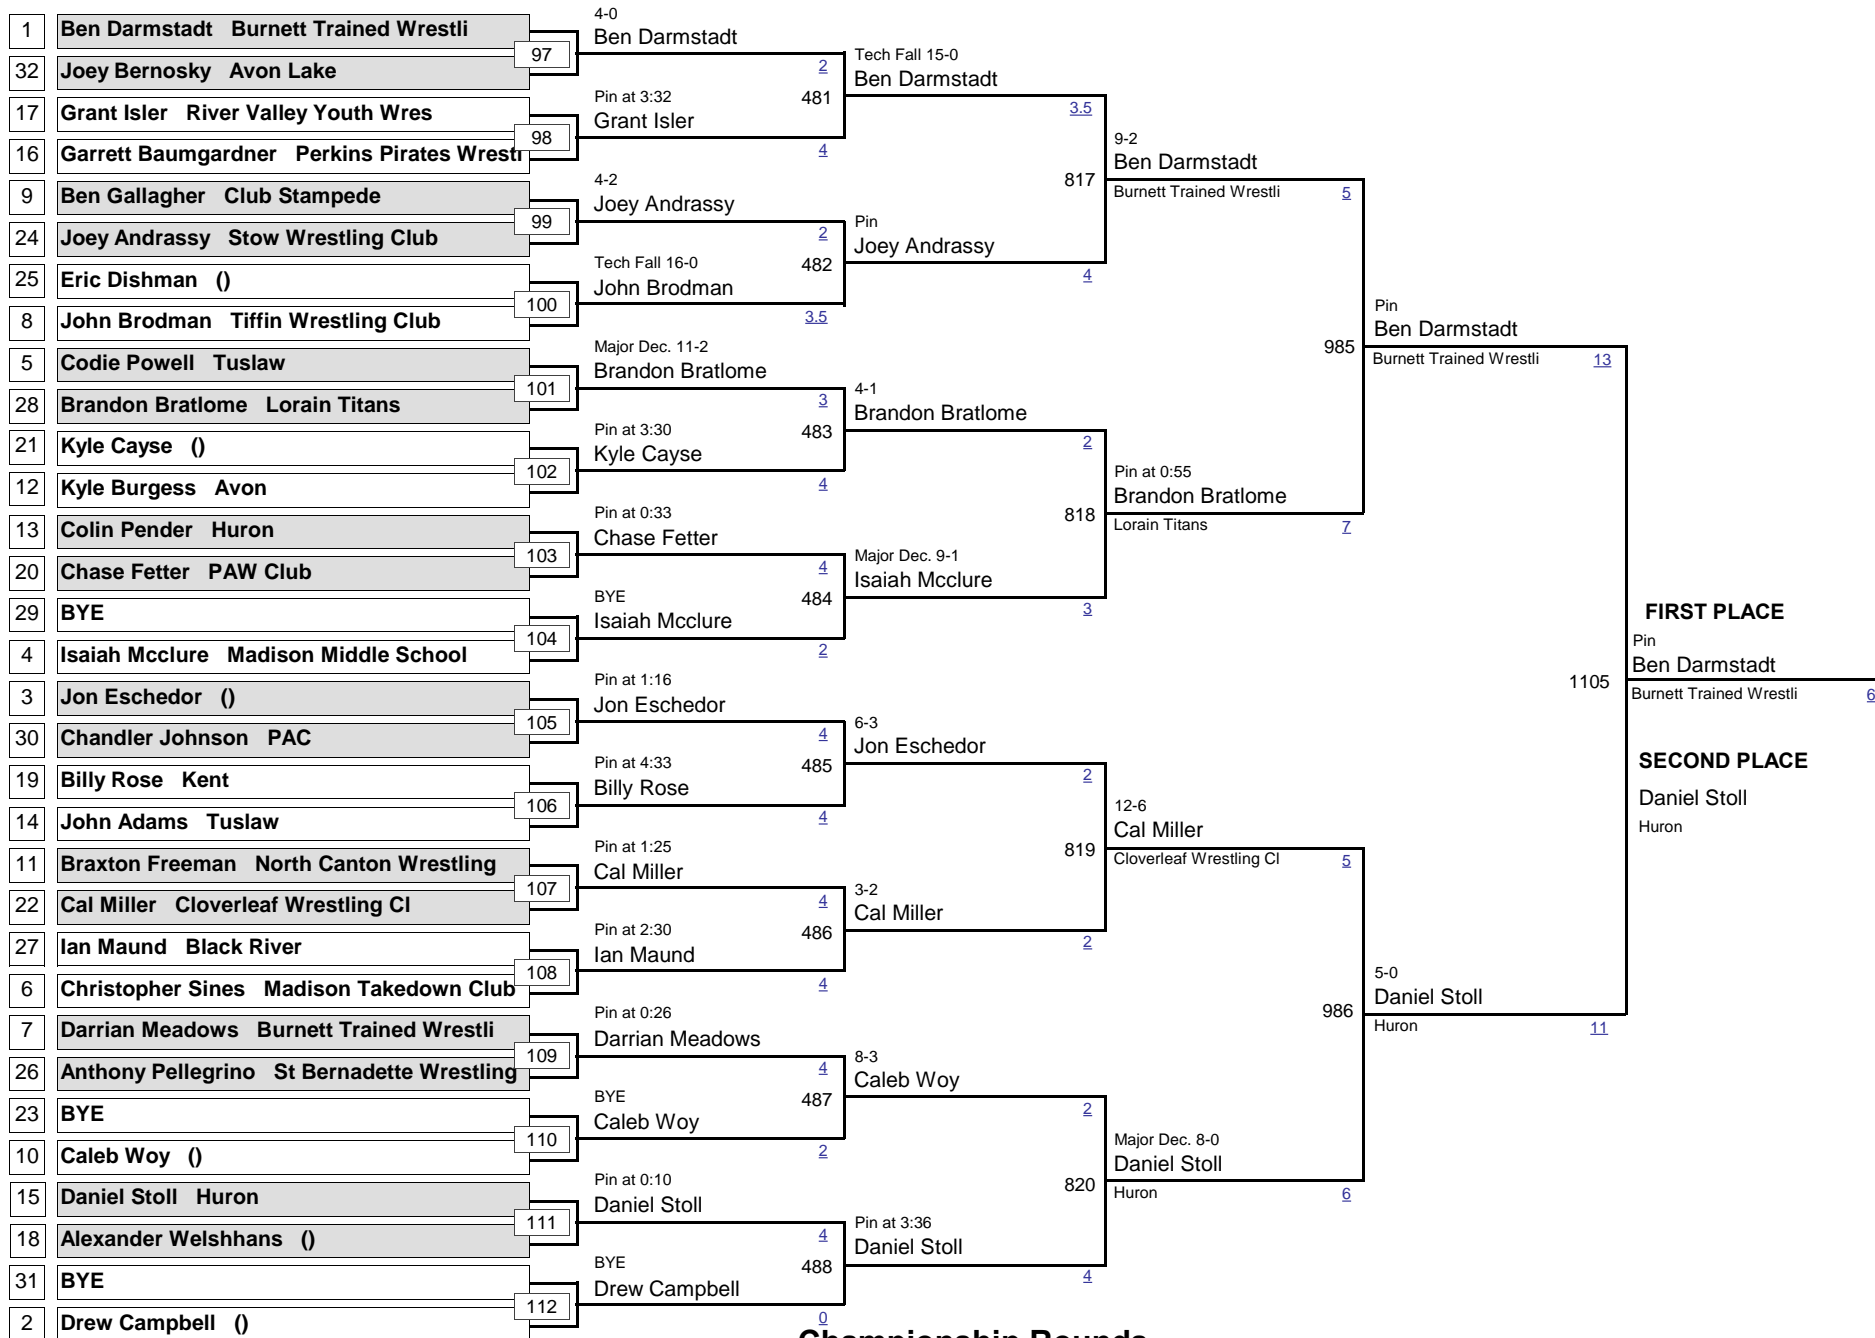 1 Ben Darmstadt Burnett Trained Wrestli
32 Joey Bernosky Avon Lake
17 Grant Isler River Valley Youth Wres
16 Garrett Baumgardner Perkins Pirates Wrestl
9 Ben Gallagher Club Stampede
24 Joey Andrassy Stow Wrestling Club
25 Eric Dishman ()
8 John Brodman Tiffin Wrestling Club
5 Codie Powell Tuslaw
28 Brandon Bratlome Lorain Titans
21 Kyle Cayse ()
12 Kyle Burgess Avon
13 Colin Pender Huron
20 Chase Fetter PAW Club
29 BYE
4 Isaiah Mcclure Madison Middle School
3 Jon Eschedor ()
30 Chandler Johnson PAC
19 Billy Rose Kent
14 John Adams Tuslaw
11 Braxton Freeman North Canton Wrestling
22 Cal Miller Cloverleaf Wrestling Cl
27 Ian Maund Black River
6 Christopher Sines Madison Takedown Club
7 Darrian Meadows Burnett Trained Wrestli
26 Anthony Pellegrino St Bernadette Wrestling
23 BYE
10 Caleb Woy ()
15 Daniel Stoll Huron
18 Alexander Welshhans ()
31 BYE
2 Drew Campbell ()
97
98
99
100
101
102
103
104
105
106
107
108
109
110
111
112
4-0
Ben Darmstadt
2
481
Pin at 3:32
Grant Isler
4
4-2
Joey Andrassy
2
482
Tech Fall 16-0
John Brodman
3.5
Major Dec. 11-2
Brandon Bratlome
3
483
Pin at 3:30
Kyle Cayse
4
Pin at 0:33
Chase Fetter
4
484
BYE
Isaiah Mcclure
2
Pin at 1:16
Jon Eschedor
4
485
Pin at 4:33
Billy Rose
4
Pin at 1:25
Cal Miller
4
486
Pin at 2:30
Ian Maund
4
Pin at 0:26
Darrian Meadows
4
487
BYE
Caleb Woy
2
Pin at 0:10
Daniel Stoll
4
488
BYE
Drew Campbell
0
Tech Fall 15-0
Ben Darmstadt
3.5
817
Pin
Joey Andrassy
4
4-1
Brandon Bratlome
2
818
Major Dec. 9-1
Isaiah Mcclure
3
6-3
Jon Eschedor
2
819
3-2
Cal Miller
2
8-3
Caleb Woy
2
820
Pin at 3:36
Daniel Stoll
4
9-2
Ben Darmstadt
Burnett Trained Wrestli 5
985
Pin at 0:55
Brandon Bratlome
Lorain Titans 7
12-6
Cal Miller
Cloverleaf Wrestling Cl 5
986
Major Dec. 8-0
Daniel Stoll
Huron 6
Pin
Ben Darmstadt
Burnett Trained Wrestli 13
1105
5-0
Daniel Stoll
Huron 11
FIRST PLACE
Pin
Ben Darmstadt
Burnett Trained Wrestli 6
SECOND PLACE
Daniel Stoll
Huron
Championship Rounds